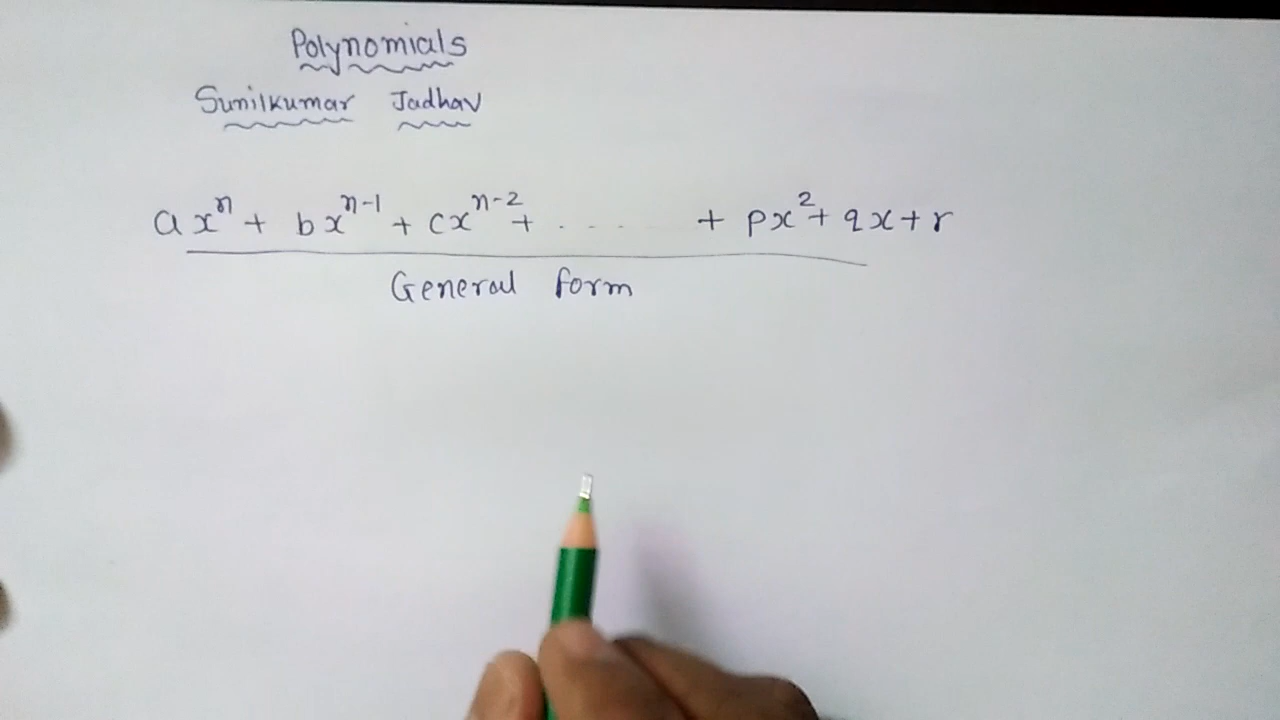 Polynomials
Sunilkumar Jadhav
ax^n + bx^(n-1) + cx^(n-2) + .... + px^2 + qx + r
General form